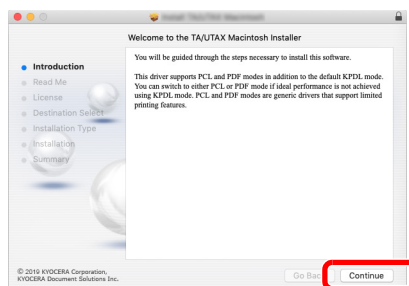 Welcome to the TA/UTAX Macintosh Installer
Introduction
Read Me
License
Destination Select
Installation Type
Installation
Summary
You will be guided through the steps necessary to install this software.
This driver supports PCL and PDF modes in addition to the default KPDL mode.
You can switch to either PCL or PDF mode if ideal performance is not achieved
using KPDL mode. PCL and PDF modes are generic drivers that support limited
printing features.
© 2019 KYOCERA Corporation,
KYOCERA Document Solutions Inc.
Go Back
Continue